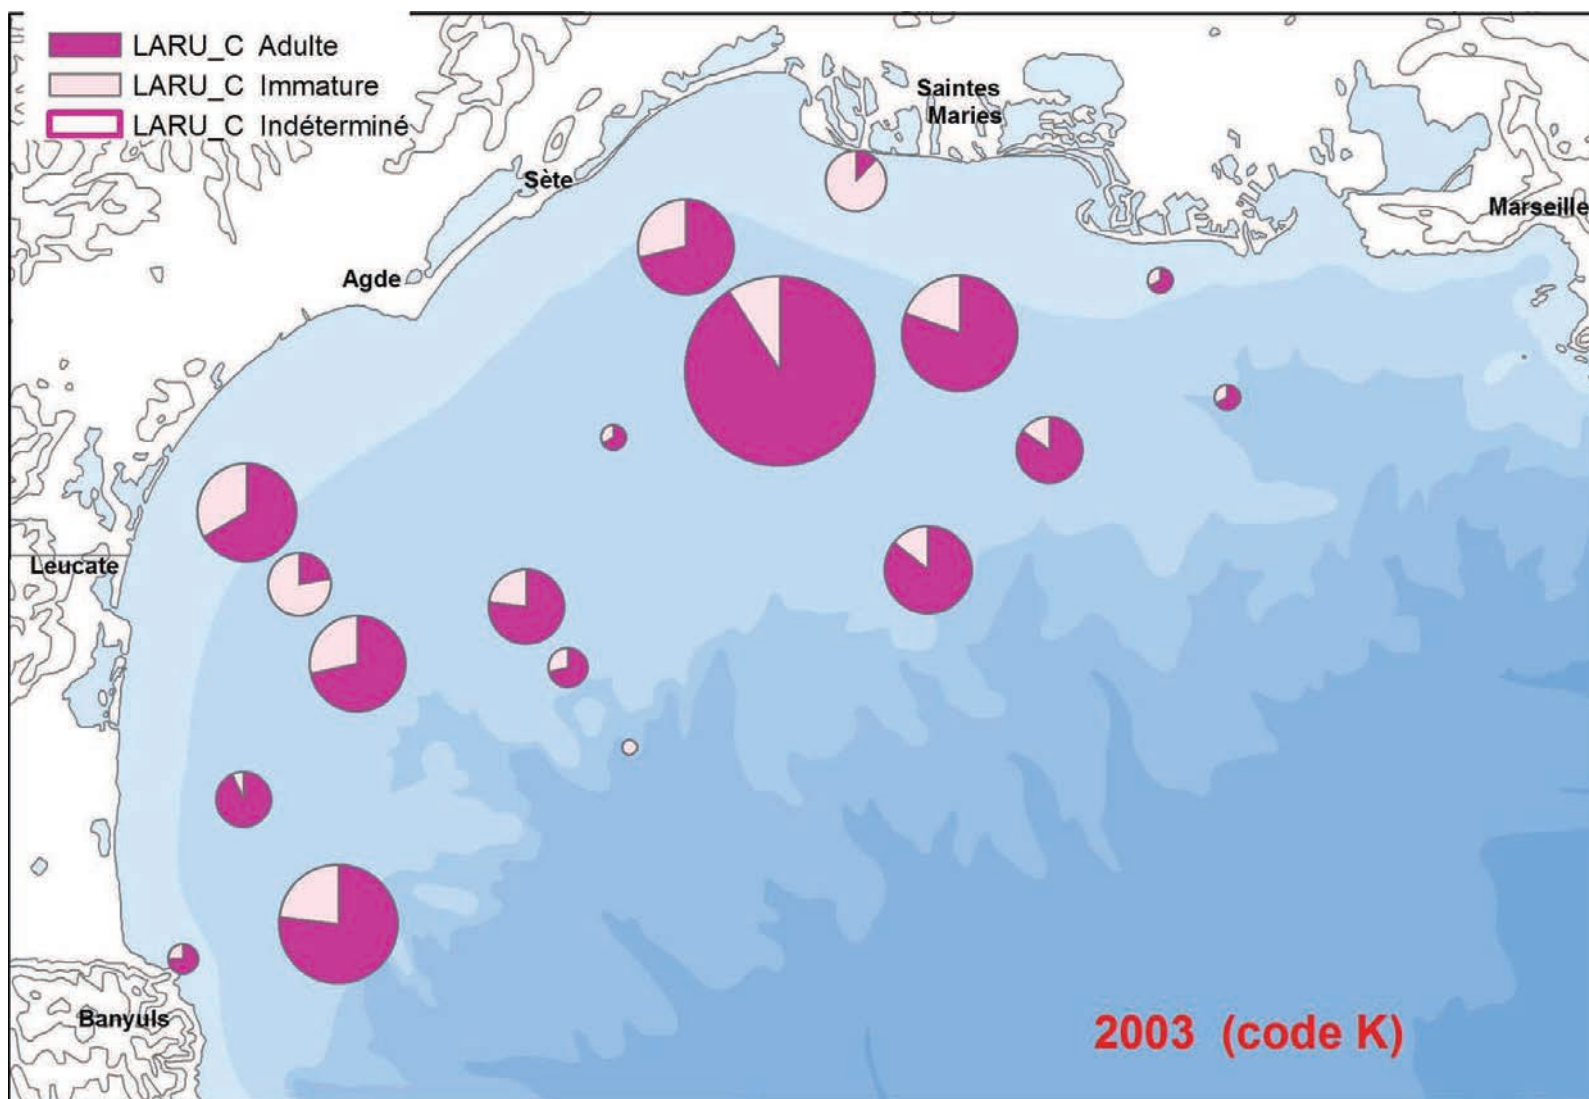 LARU_C Adulte
LARU_C Immature
LARU_C Indéterminé
Saintes
Maries
Sète
Marseille
Agde
Leucate
Banyuls
2003 (code K)